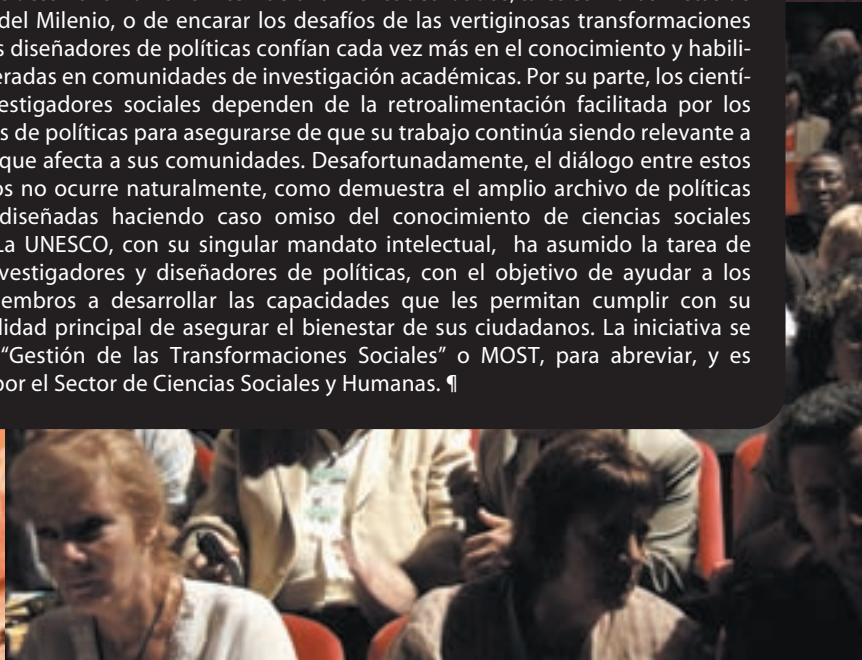 del Milenio, o de encarar los desafíos de las vertiginosas transformaciones
s diseñadores de políticas confían cada vez más en el conocimiento y habili-
eradas en comunidades de investigación académicas. Por su parte, los cientí-
estigadores sociales dependen de la retroalimentación facilitada por los
s de políticas para asegurarse de que su trabajo continúa siendo relevante a
que afecta a sus comunidades. Desafortunadamente, el diálogo entre estos
os no ocurre naturalmente, como demuestra el amplio archivo de políticas
diseñadas haciendo caso omiso del conocimiento de ciencias sociales
La UNESCO, con su singular mandato intelectual, ha asumido la tarea de
vestigadores y diseñadores de políticas, con el objetivo de ayudar a los
embros a desarrollar las capacidades que les permitan cumplir con su
lidad principal de asegurar el bienestar de sus ciudadanos. La iniciativa se
“Gestión de las Transformaciones Sociales” o MOST, para abreviar, y es
por el Sector de Ciencias Sociales y Humanas. ¶